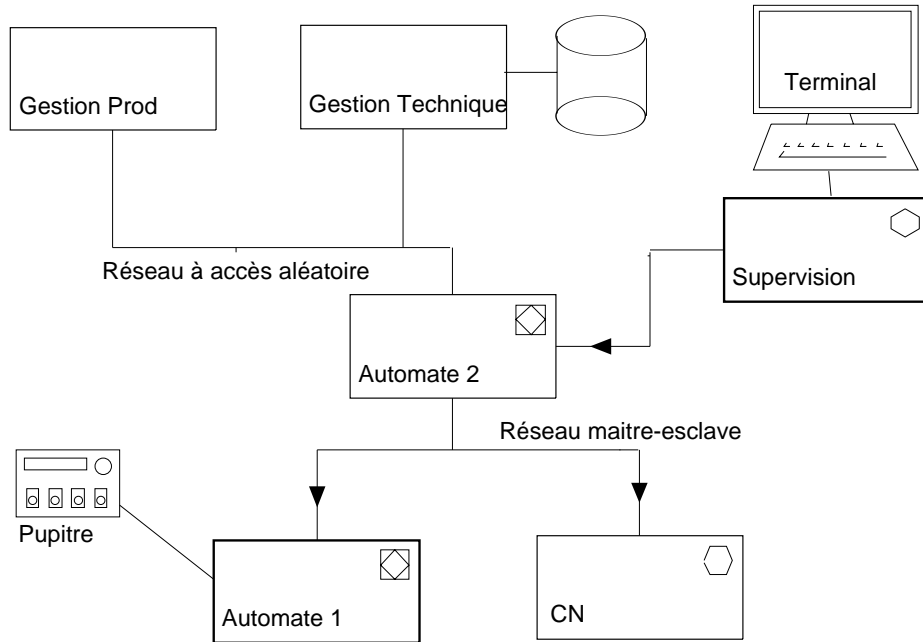 Terminal
Gestion Prod
Gestion Technique
Réseau à accès aléatoire
Supervision
Automate 2
Réseau maitre-esclave
Pupitre
Automate 1
CN